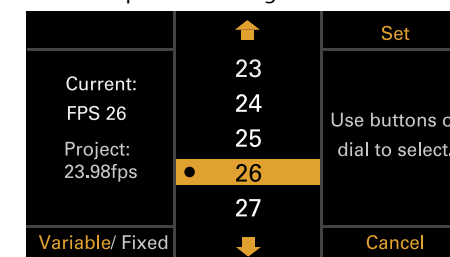 Current:
FPS 26
Project:
23.98fps
Variable/ Fixed
23
24
25
26
27
Set
Use buttons
dial to select.
Cancel